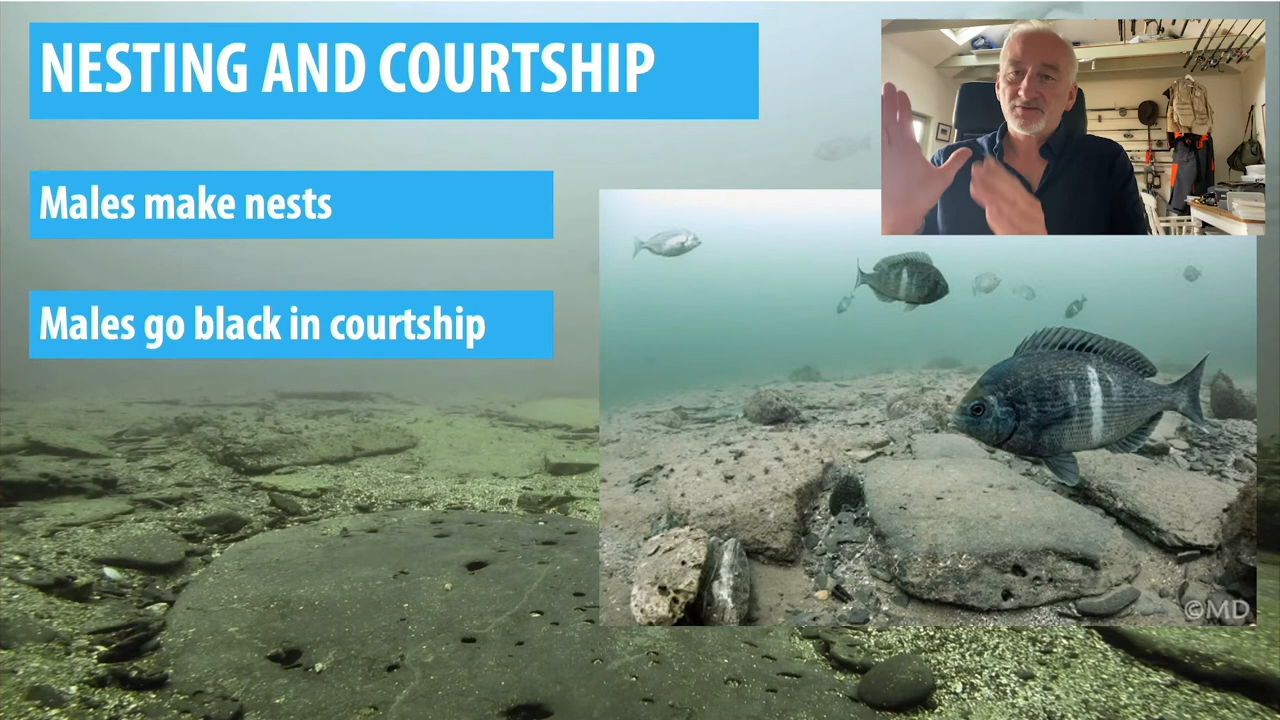 NESTING AND COURTSHIP
Males make nests
Males go black in courtship
©MD